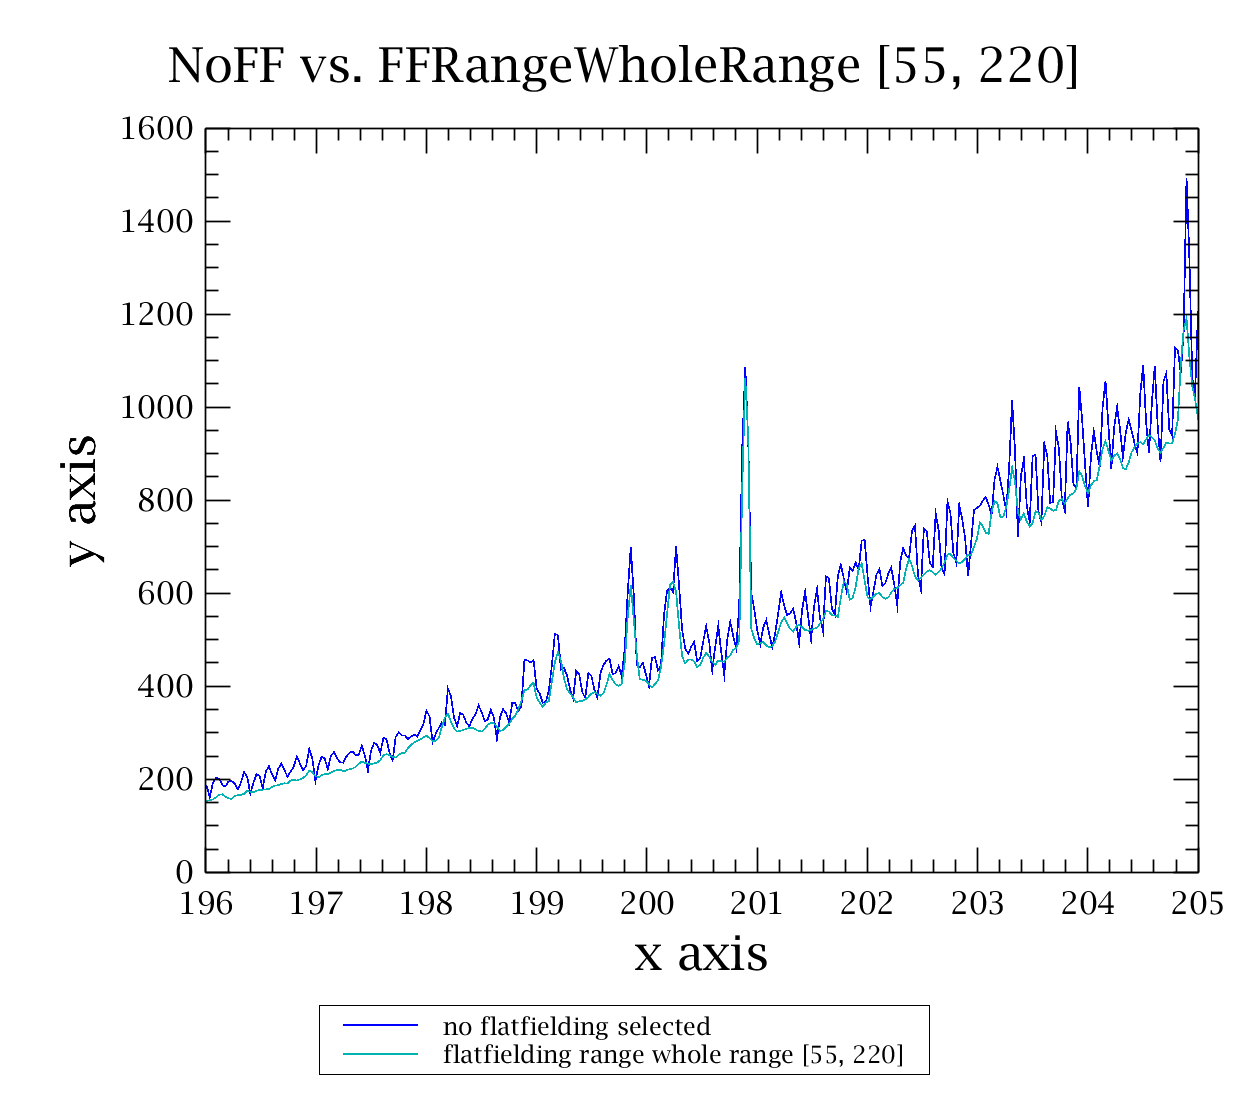 NoFF vs. FFRangeWholeRange [55, 220]
1600
1400
1200
1000
800
600
400
200
0
y axis
196 197 198 199 200 201 202 203 204 205
x axis
no flatfielding selected
flatfielding range whole range [55, 220]